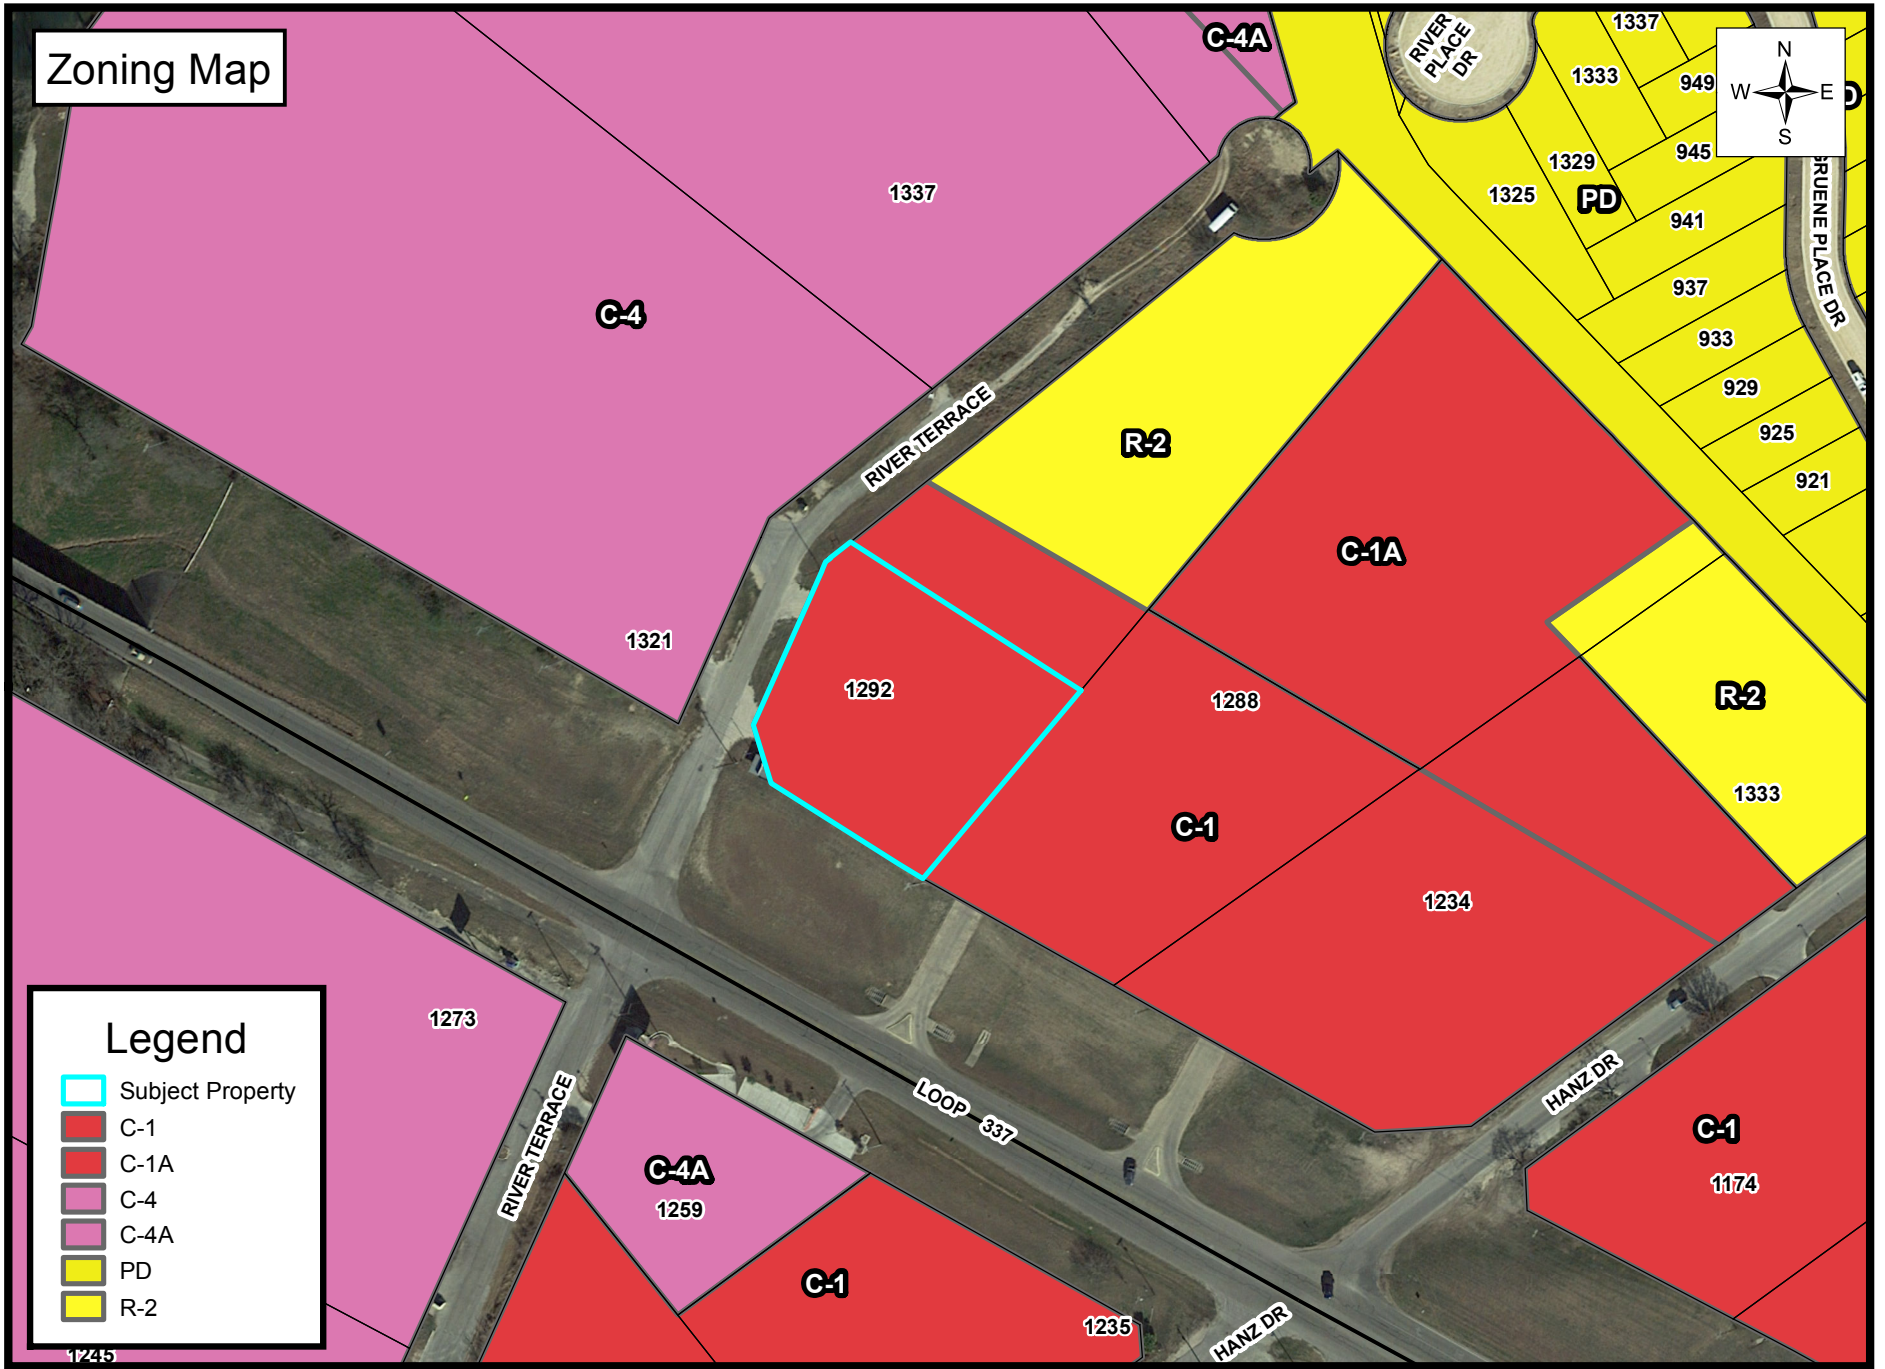 Zoning Map
C-4A
RIVER
PLACE
DR
1337
1333
949
N
W E
S
D
1337
1329
945
1325
PD
941
GRUENE PLACE DR
937
C-4
933
929
RIVER TERRACE
R-2
925
921
C-1A
1321
1292
1288
R-2
1333
C-1
1234
1273
Legend
Subject Property
C-1
C-1A
C-4
C-4A
PD
R-2
RIVER TERRACE
LOOP 337
HANZ DR
C-4A
1259
C-1
1174
C-1
1235
HANZ DR
1245